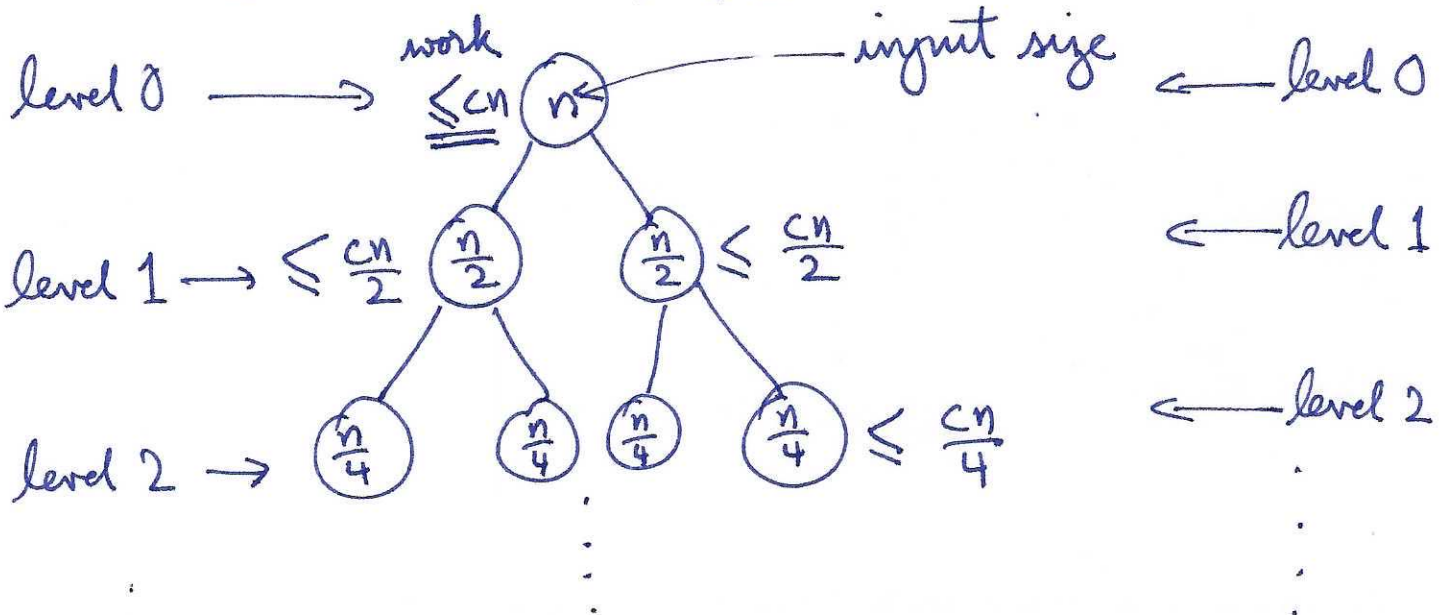 work
level 0 → ≤cn n ← input size ← level 0
level 1 → ≤ cn/2 n/2 n/2 ≤ cn/2 ← level 1
level 2 → n/4 n/4 n/4 n/4 ≤ cn/4 ← level 2